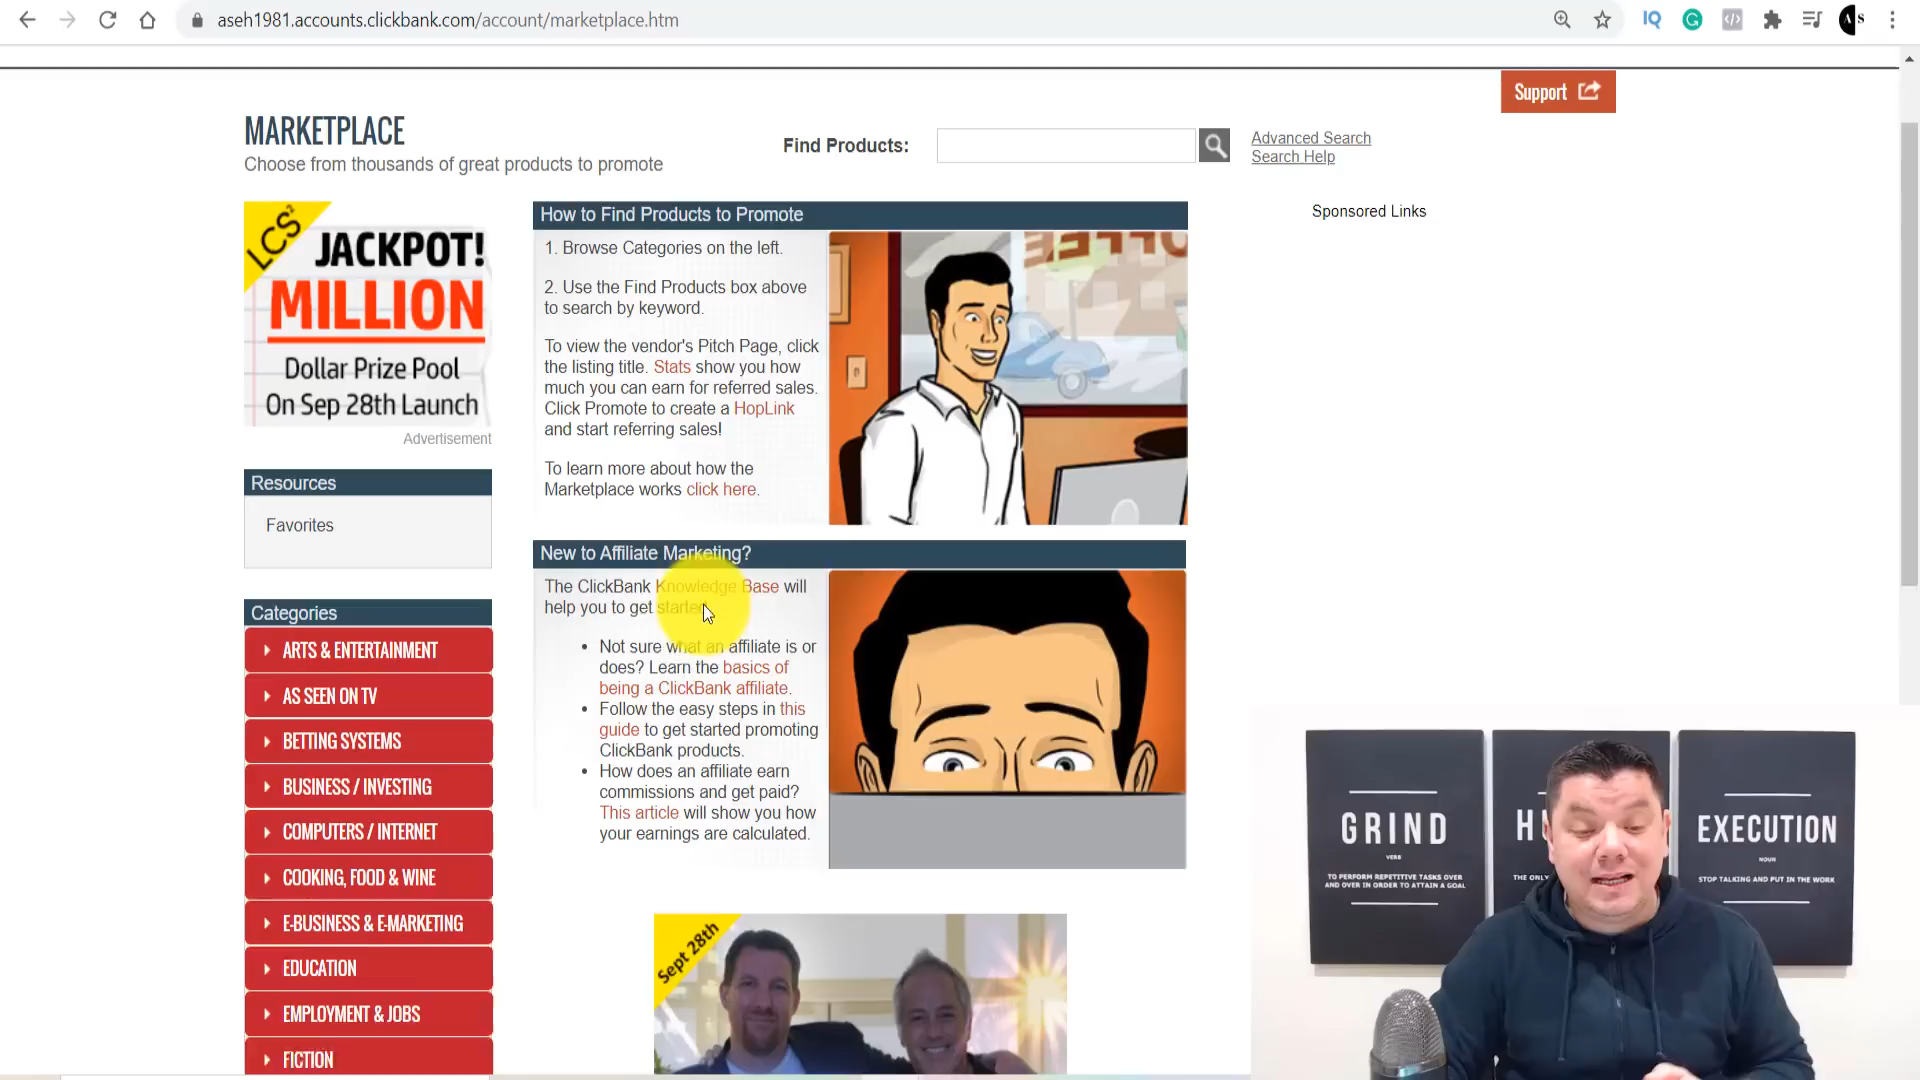 aseh1981.accounts.clickbank.com/account/marketplace.htm
IQ
G
A S
Support
MARKETPLACE
Choose from thousands of great products to promote
Find Products:
Advanced Search
Search Help
LCS²
JACKPOT!
MILLION
Dollar Prize Pool
On Sep 28th Launch
Advertisement
Resources
Favorites
Categories
ARTS & ENTERTAINMENT
AS SEEN ON TV
BETTING SYSTEMS
BUSINESS / INVESTING
COMPUTERS / INTERNET
COOKING, FOOD & WINE
E-BUSINESS & E-MARKETING
EDUCATION
EMPLOYMENT & JOBS
FICTION
How to Find Products to Promote
1. Browse Categories on the left.
2. Use the Find Products box above
to search by keyword.
To view the vendor's Pitch Page, click
the listing title. Stats show you how
much you can earn for referred sales.
Click Promote to create a HopLink
and start referring sales!
To learn more about how the
Marketplace works click here.
COFFEE
New to Affiliate Marketing?
The ClickBank Knowledge Base will
help you to get started.
• Not sure what an affiliate is or
does? Learn the basics of
being a ClickBank affiliate.
• Follow the easy steps in this
guide to get started promoting
ClickBank products.
• How does an affiliate earn
commissions and get paid?
This article will show you how
your earnings are calculated.
Sept 28th
Sponsored Links
GRIND
VERB
TO PERFORM REPETITIVE TASKS OVER
AND OVER IN ORDER TO ATTAIN A GOAL
H
THE ONLY
EXECUTION
NOUN
STOP TALKING AND PUT IN THE WORK